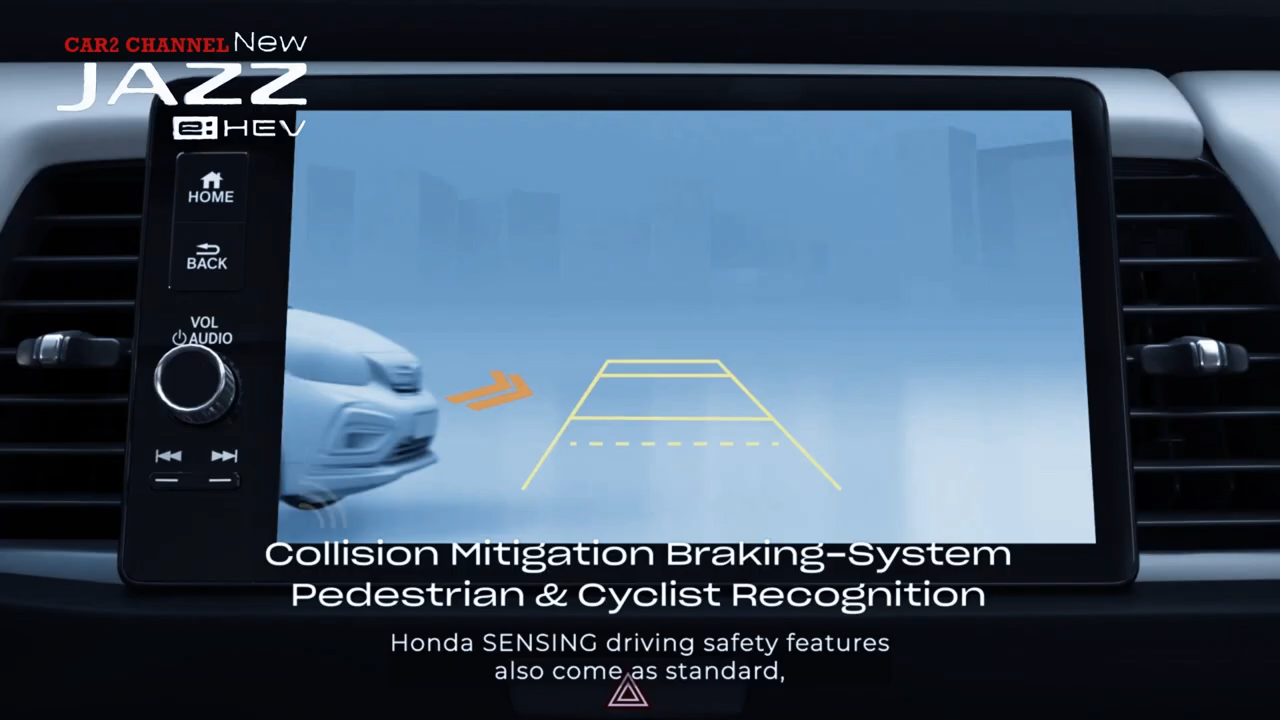 CAR2 CHANNEL New
JAZZ
e:HEV
HOME
BACK
VOL
AUDIO
Collision Mitigation Braking-System
Pedestrian & Cyclist Recognition
Honda SENSING driving safety features
also come as standard,